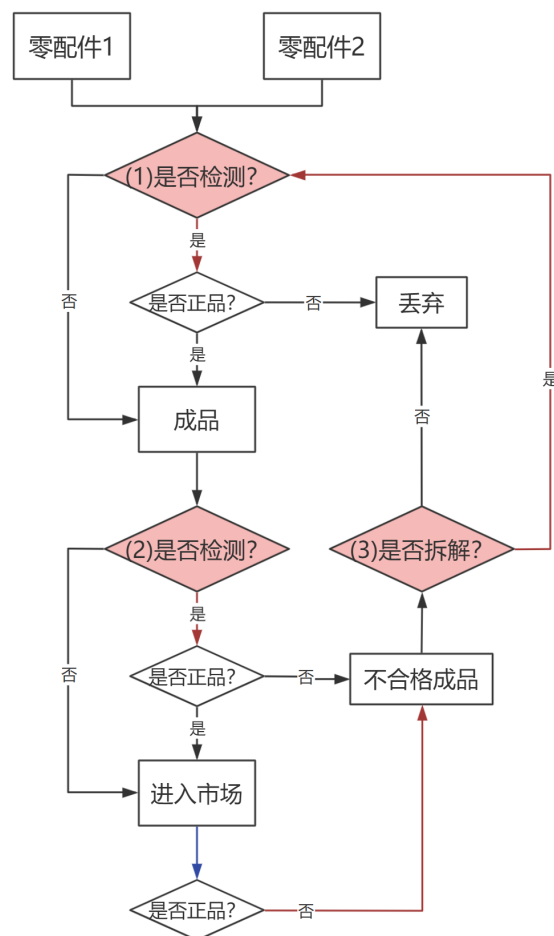 零配件1
零配件2
(1)是否检测?
是
否
是否正品?
否
丢弃
是
是
成品
否
(2)是否检测?
(3)是否拆解?
是
否
是否正品?
否
不合格成品
是
进入市场
是否正品?
否